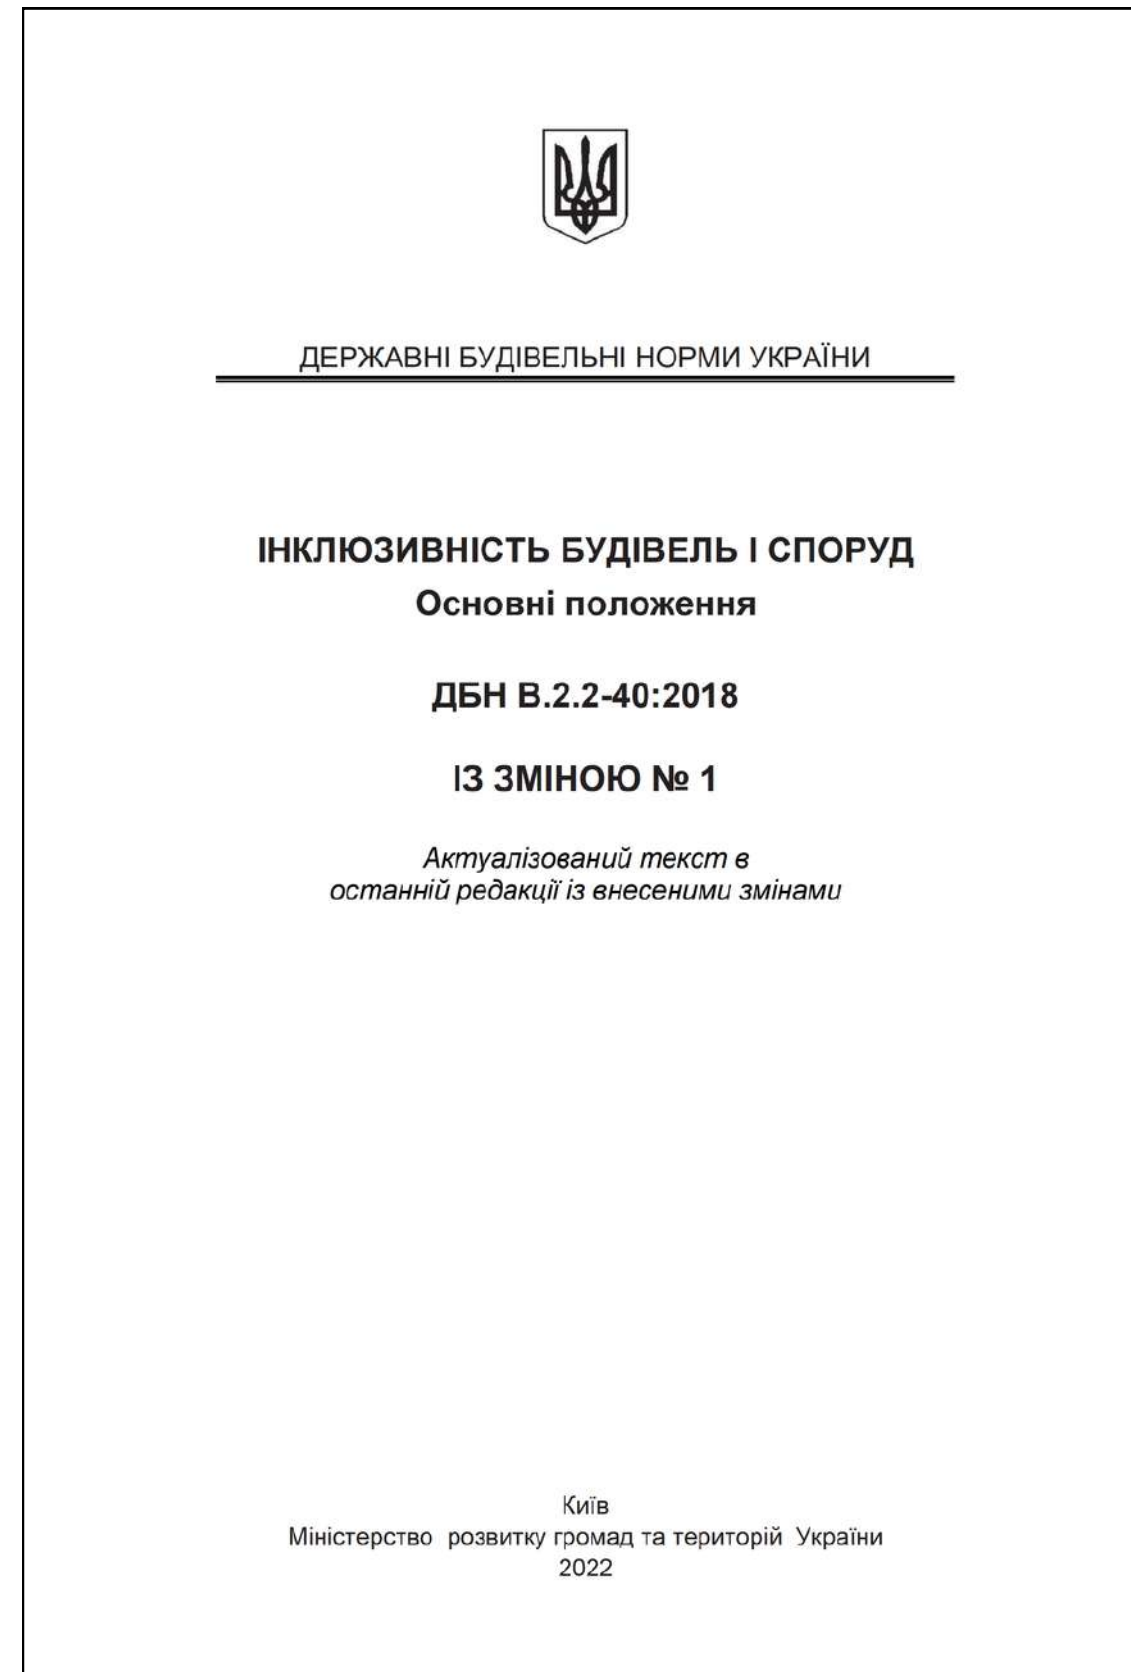 ДЕРЖАВНІ БУДІВЕЛЬНІ НОРМИ УКРАЇНИ
ІНКЛЮЗИВНІСТЬ БУДІВЕЛЬ І СПОРУД
Основні положення
ДБН В.2.2-40:2018
ІЗ ЗМІНОЮ № 1
Актуалізований текст в
останній редакції із внесеними змінами
Київ
Міністерство розвитку громад та територій України
2022